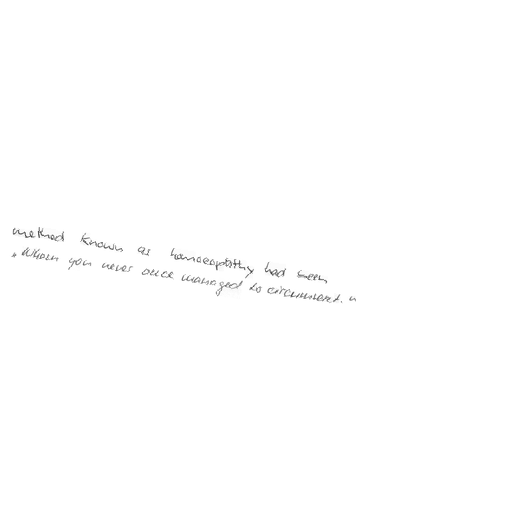 method known as homoeopathy had been
„Whom you never once managed to circumvent."